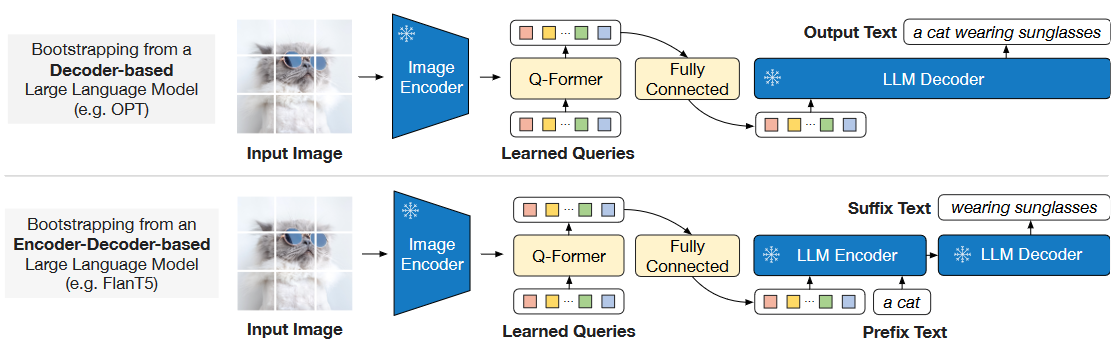 Bootstrapping from a
Decoder-based
Large Language Model
(e.g. OPT)
Input Image
Image
Encoder
Q-Former
Learned Queries
Fully
Connected
Output Text
a cat wearing sunglasses
LLM Decoder
Bootstrapping from an
Encoder-Decoder-based
Large Language Model
(e.g. FlanT5)
Input Image
Image
Encoder
Q-Former
Learned Queries
Fully
Connected
Suffix Text
wearing sunglasses
LLM Encoder
LLM Decoder
a cat
Prefix Text